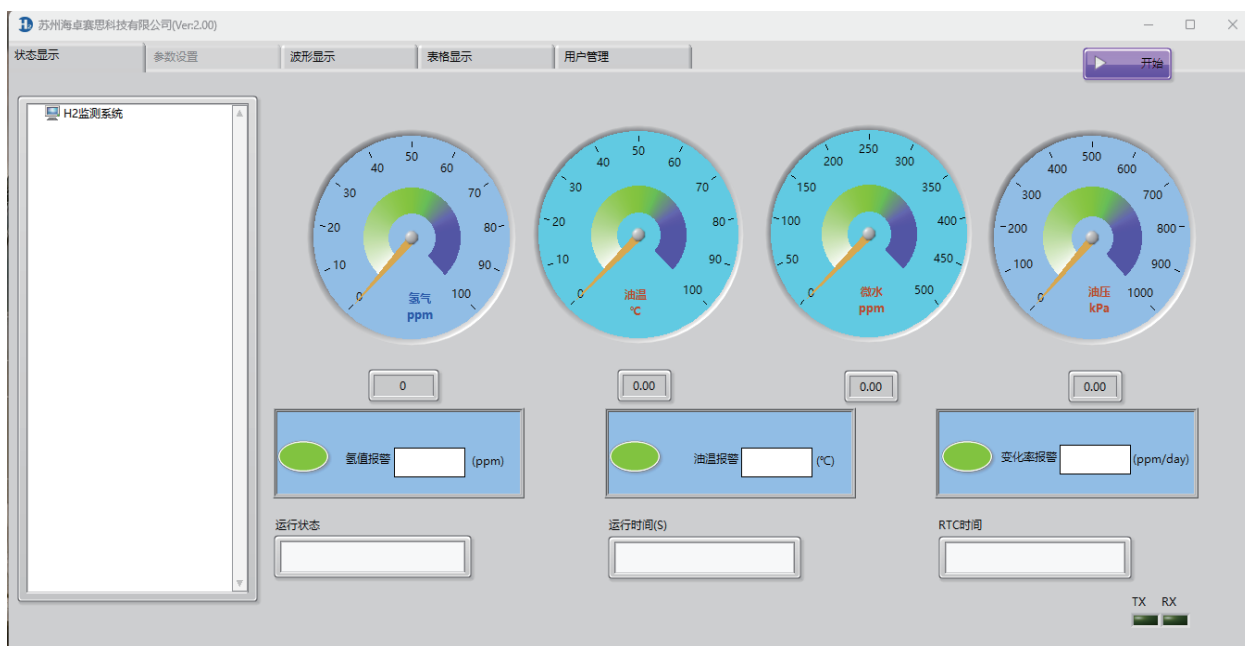 苏州海卓赛思科技有限公司(Ver:2.00)
状态显示 参数设置 波形显示 表格显示 用户管理
开始
H2监测系统
0 10 20 30 40 50 60 70 80 90 100
氢气
ppm
0 10 20 30 40 50 60 70 80 90 100
油温
℃
0 50 100 150 200 250 300 350 400 450 500
微水
ppm
0 100 200 300 400 500 600 700 800 900 1000
油压
kPa
0 0.00 0.00 0.00
氢值报警 (ppm) 油温报警 (℃) 变化率报警 (ppm/day)
运行状态 运行时间(S) RTC时间
TX RX